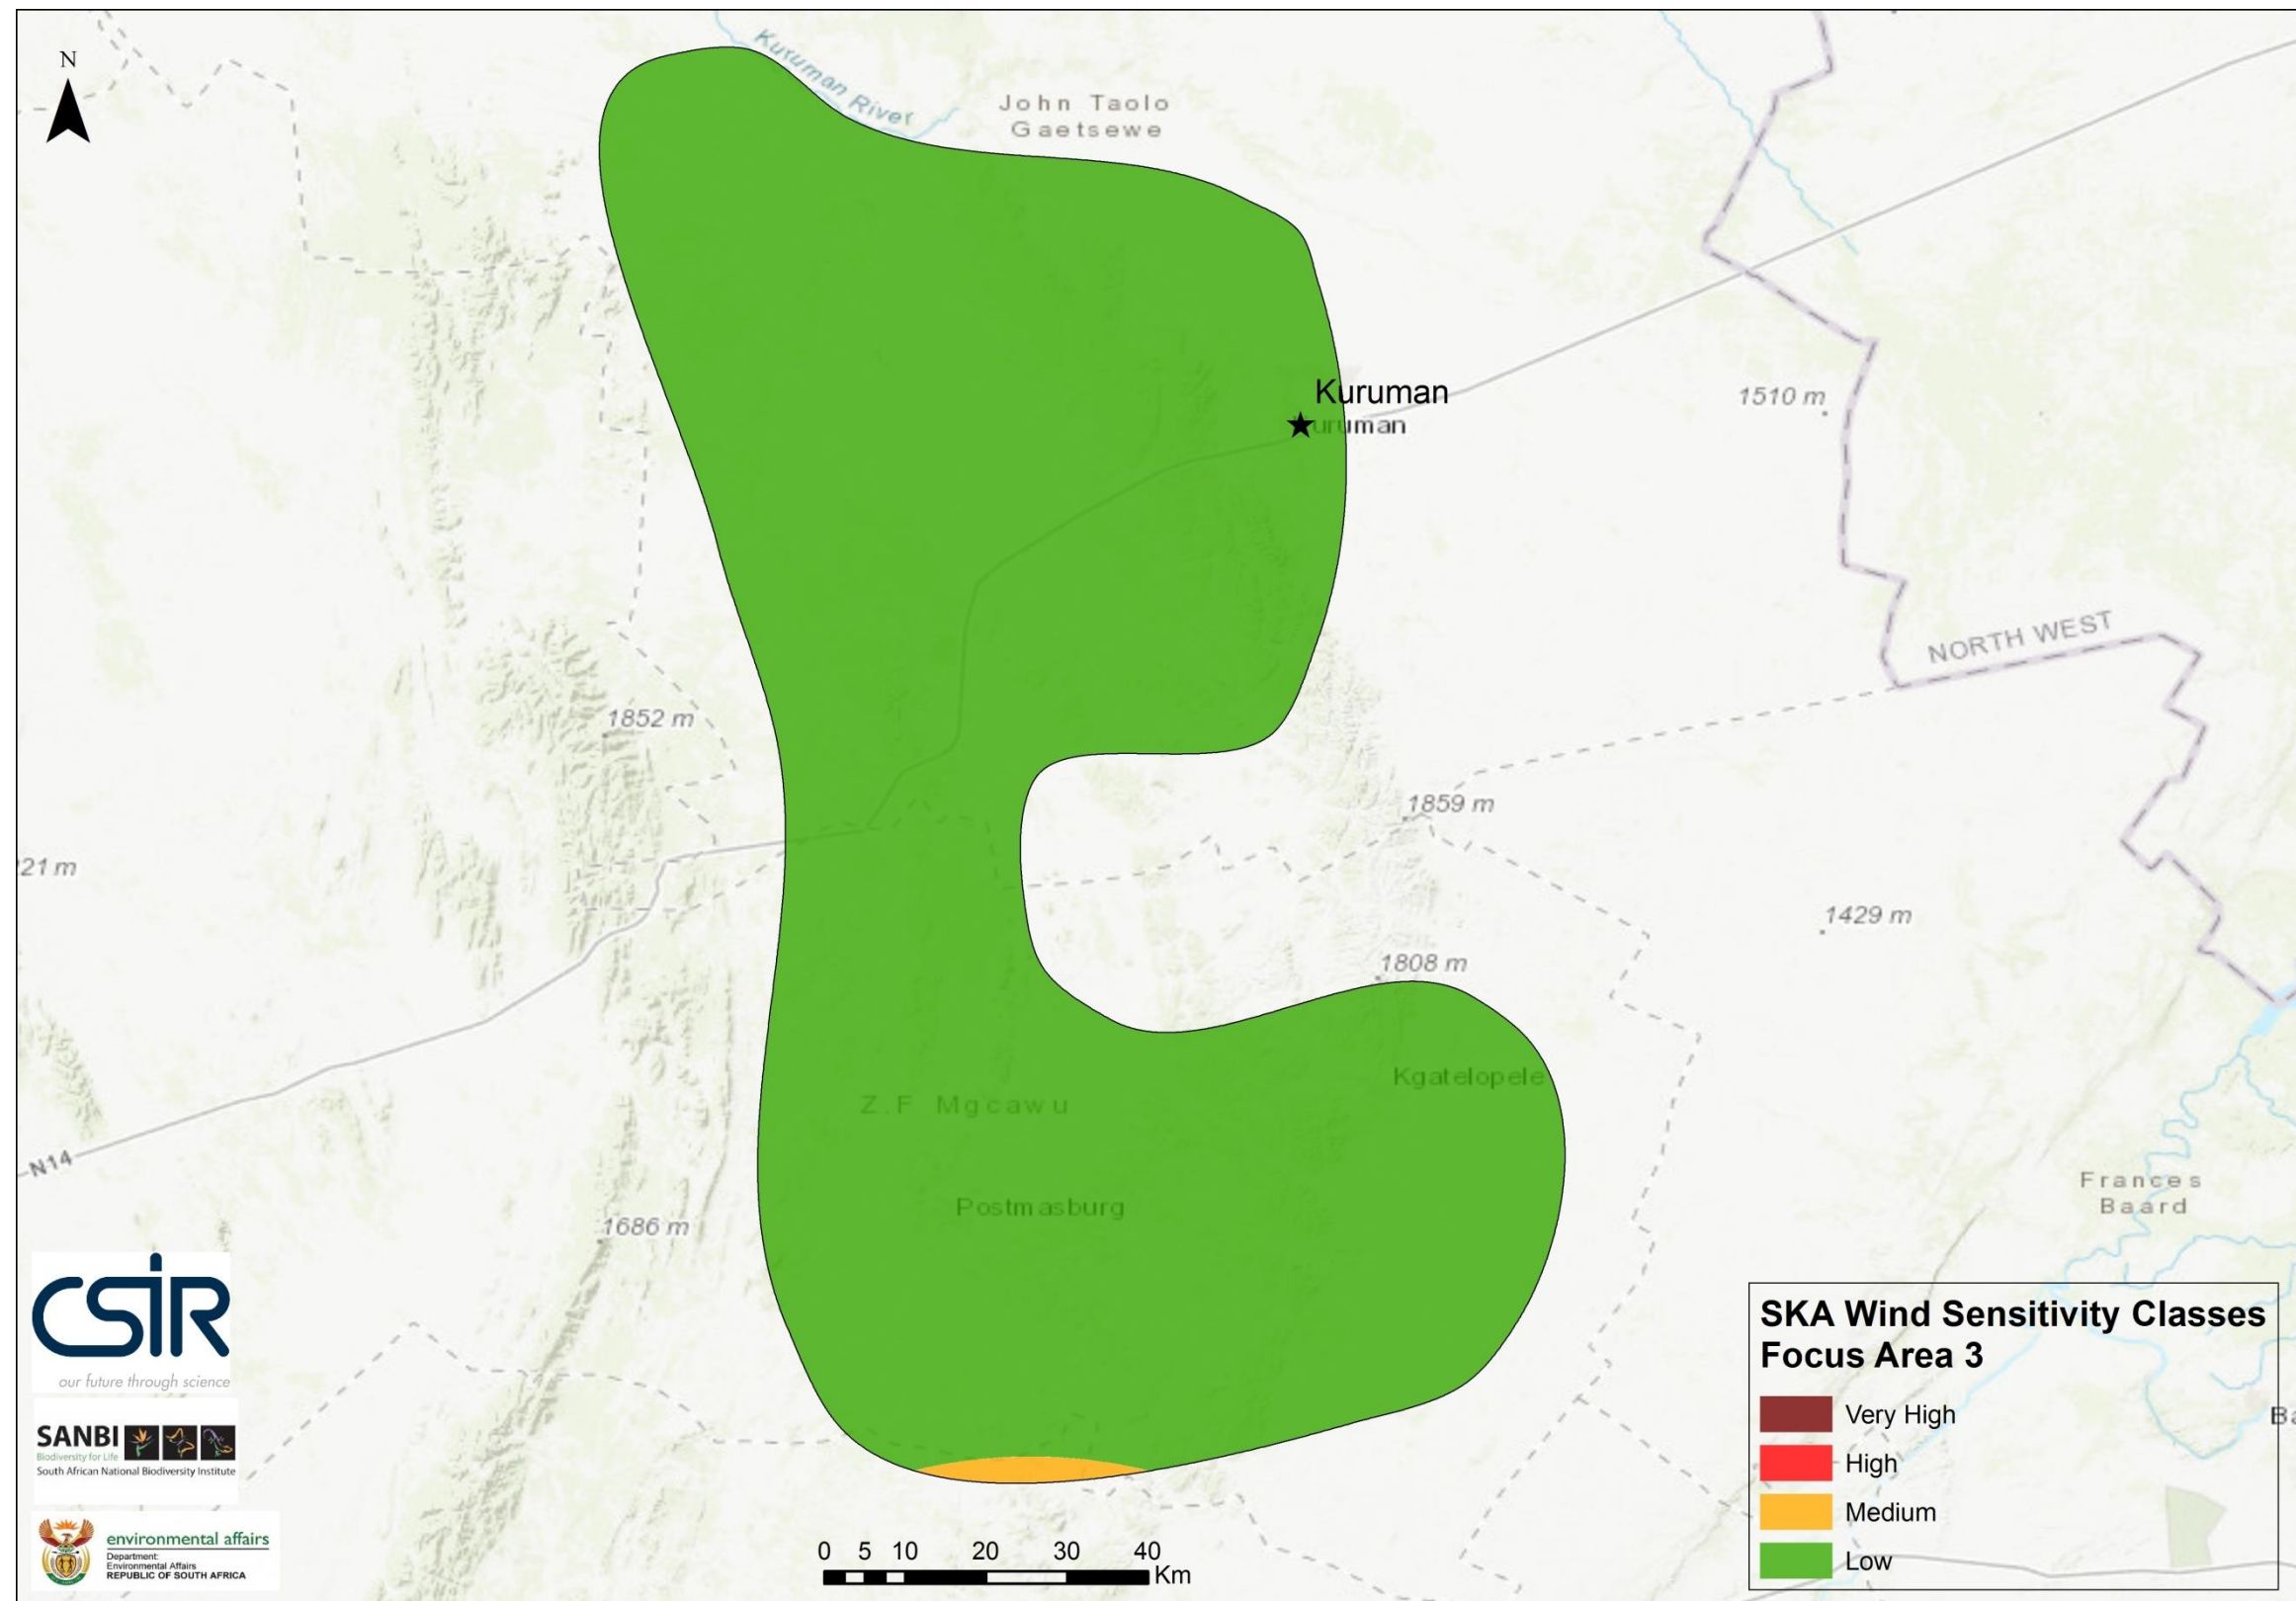 N
Kuruman River
John Taolo
Gaetsewe
Kuruman
uruman
1510 m
NORTH WEST
1852 m
1859 m
21 m
1429 m
1808 m
Kgatelopele
Z.F Mgcawu
N14
Postmasburg
Frances
Baard
1686 m
CSIR
our future through science
SANBI
Biodiversity for Life
South African National Biodiversity Institute
environmental affairs
Department:
Environmental Affairs
REPUBLIC OF SOUTH AFRICA
0 5 10 20 30 40
Km
SKA Wind Sensitivity Classes
Focus Area 3
Very High
High
Medium
Low